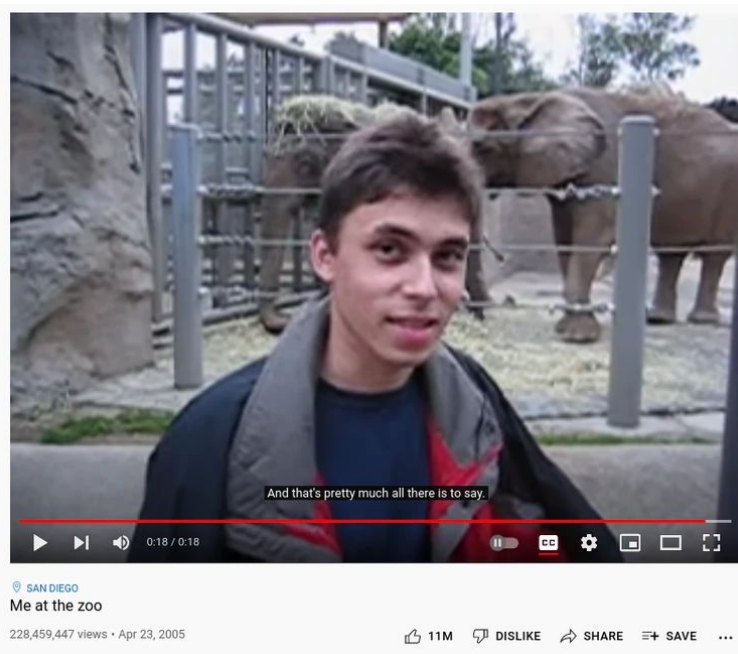 And that's pretty much all there is to say.
0:18 / 0:18
CC
SAN DIEGO
Me at the zoo
228,459,447 views • Apr 23, 2005
11M DISLIKE SHARE SAVE